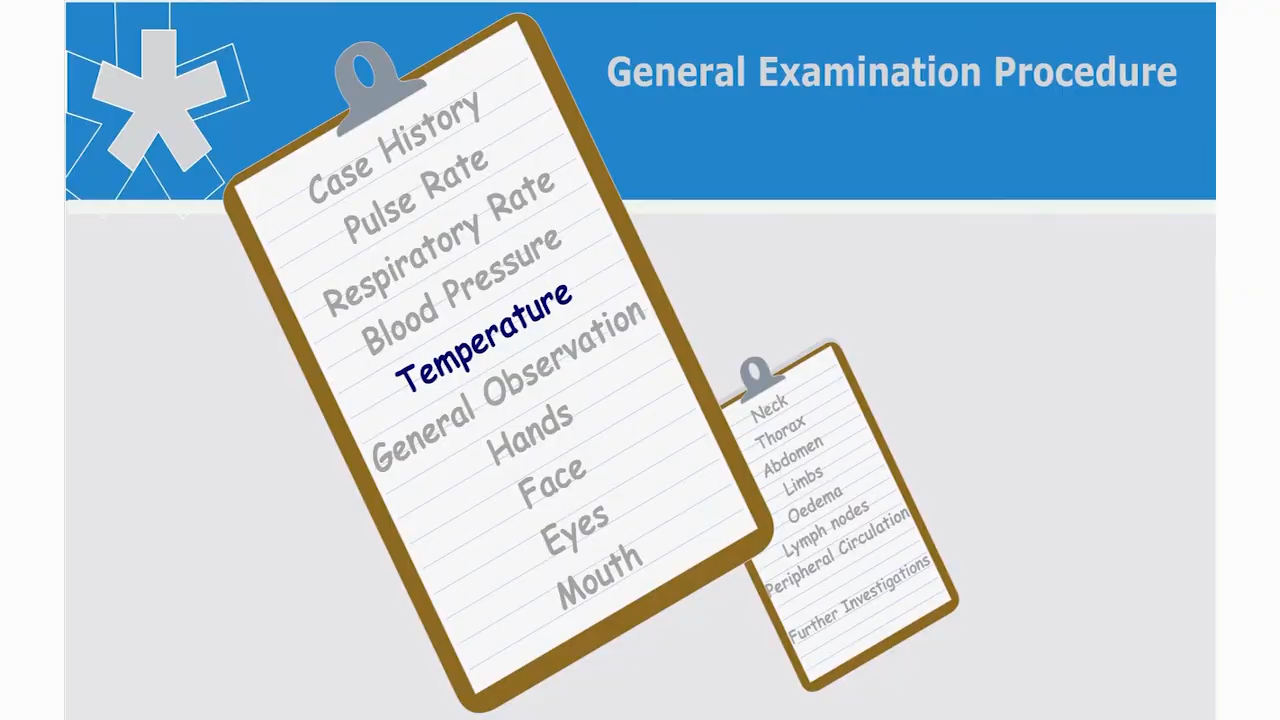 General Examination Procedure
Case History
Pulse Rate
Respiratory Rate
Blood Pressure
Temperature
General Observation
Hands
Face
Eyes
Mouth
Neck
Thorax
Abdomen
Limbs
Oedema
Lymph nodes
Peripheral Circulation
Further Investigations